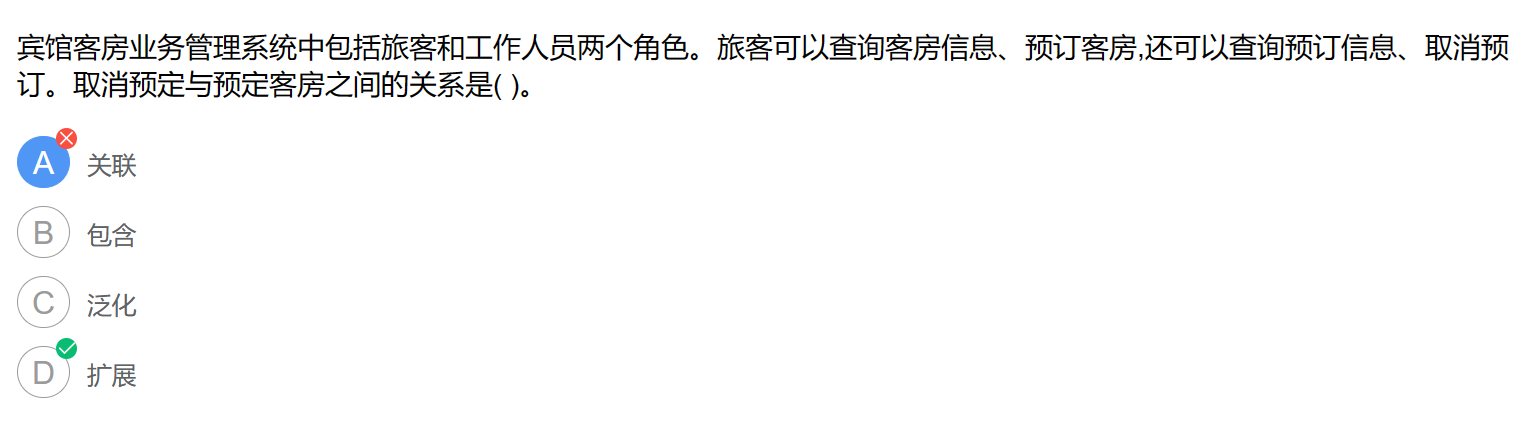 宾馆客房业务管理系统中包括旅客和工作人员两个角色。旅客可以查询客房信息、预订客房,还可以查询预订信息、取消预
订。取消预定与预定客房之间的关系是( )。
A 关联
B 包含
C 泛化
D 扩展